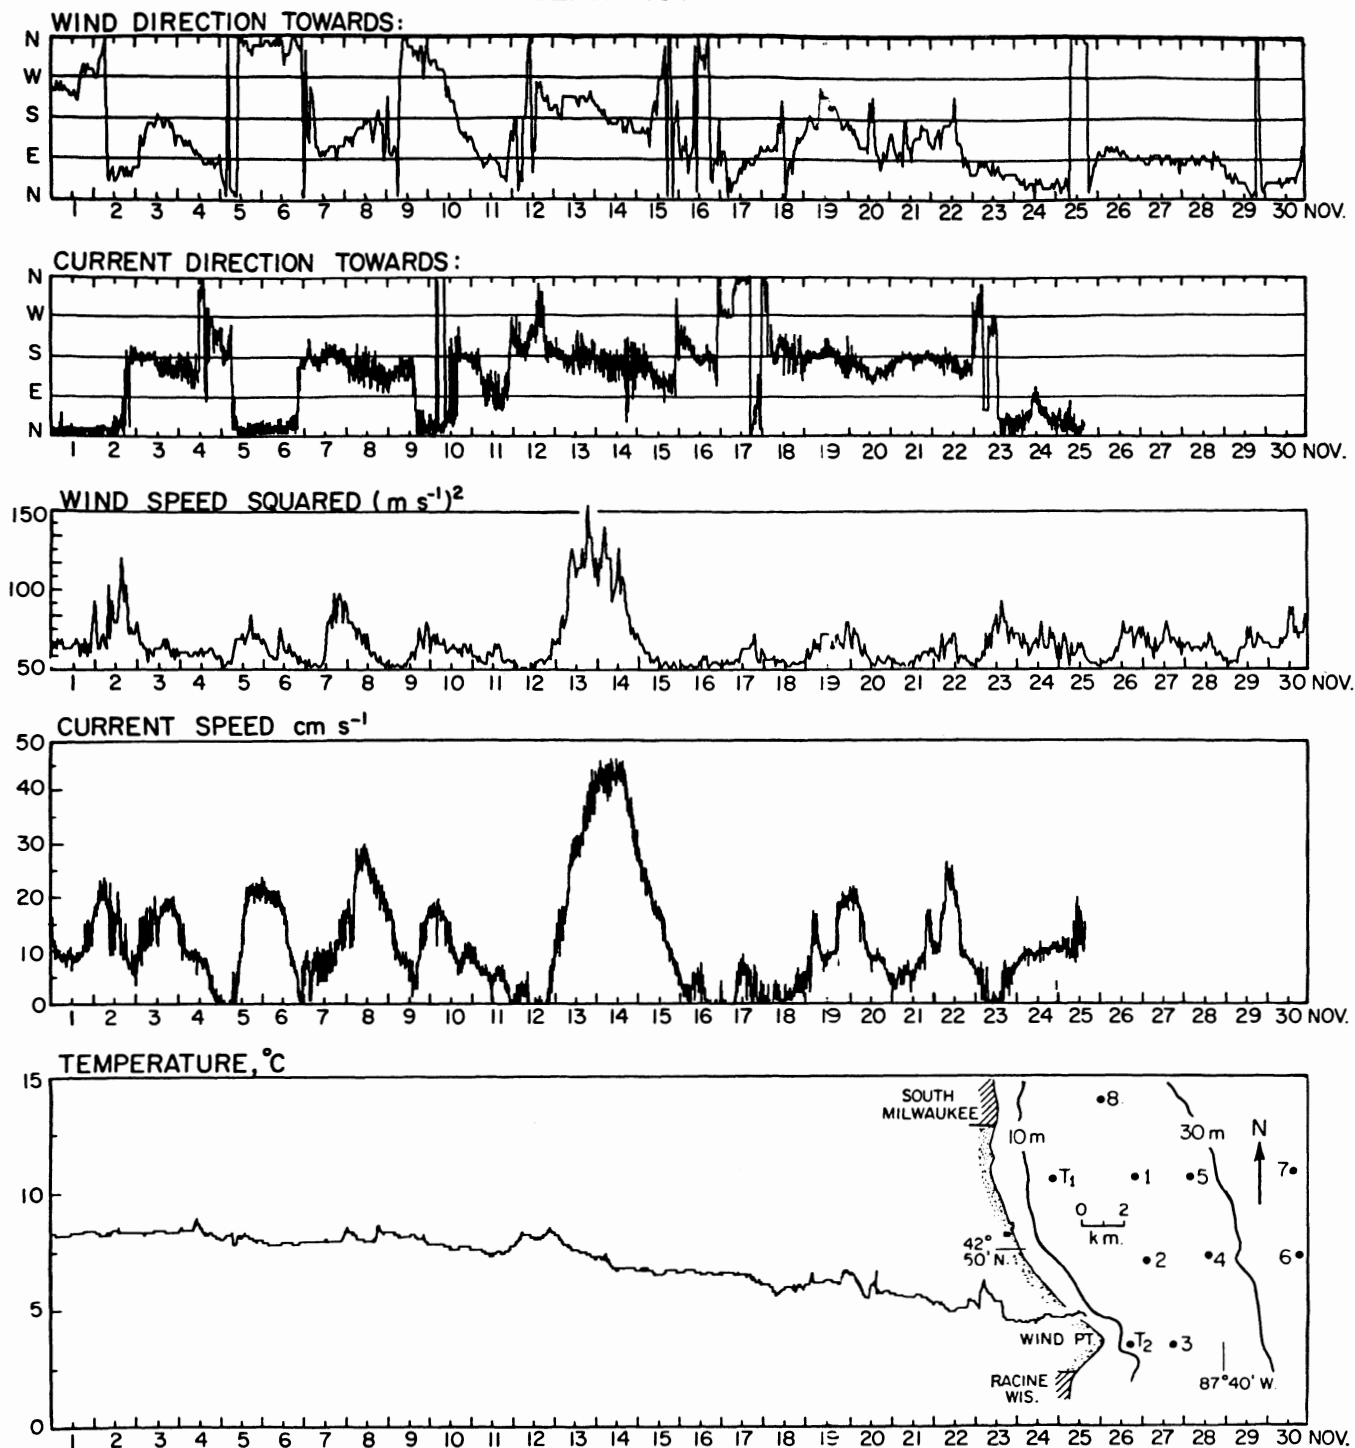 WIND DIRECTION TOWARDS:
N
W
S
E
N
1 2 3 4 5 6 7 8 9 10 11 12 13 14 15 16 17 18 19 20 21 22 23 24 25 26 27 28 29 30 NOV.
CURRENT DIRECTION TOWARDS:
N
W
S
E
N
1 2 3 4 5 6 7 8 9 10 11 12 13 14 15 16 17 18 19 20 21 22 23 24 25 26 27 28 29 30 NOV.
WIND SPEED SQUARED (m s⁻¹)²
150
100
50
1 2 3 4 5 6 7 8 9 10 11 12 13 14 15 16 17 18 19 20 21 22 23 24 25 26 27 28 29 30 NOV.
CURRENT SPEED cm s⁻¹
50
40
30
20
10
0
1 2 3 4 5 6 7 8 9 10 11 12 13 14 15 16 17 18 19 20 21 22 23 24 25 26 27 28 29 30 NOV.
TEMPERATURE, °C
15
10
5
0
SOUTH
MILWAUKEE
8
10 m
30 m
N
T₁
1
5
7
0 2
km.
42°
50' N.
2
4
6
WIND PT.
T₂
3
RACINE
WIS.
87°40' W.
1 2 3 4 5 6 7 8 9 10 11 12 13 14 15 16 17 18 19 20 21 22 23 24 25 26 27 28 29 30 NOV.